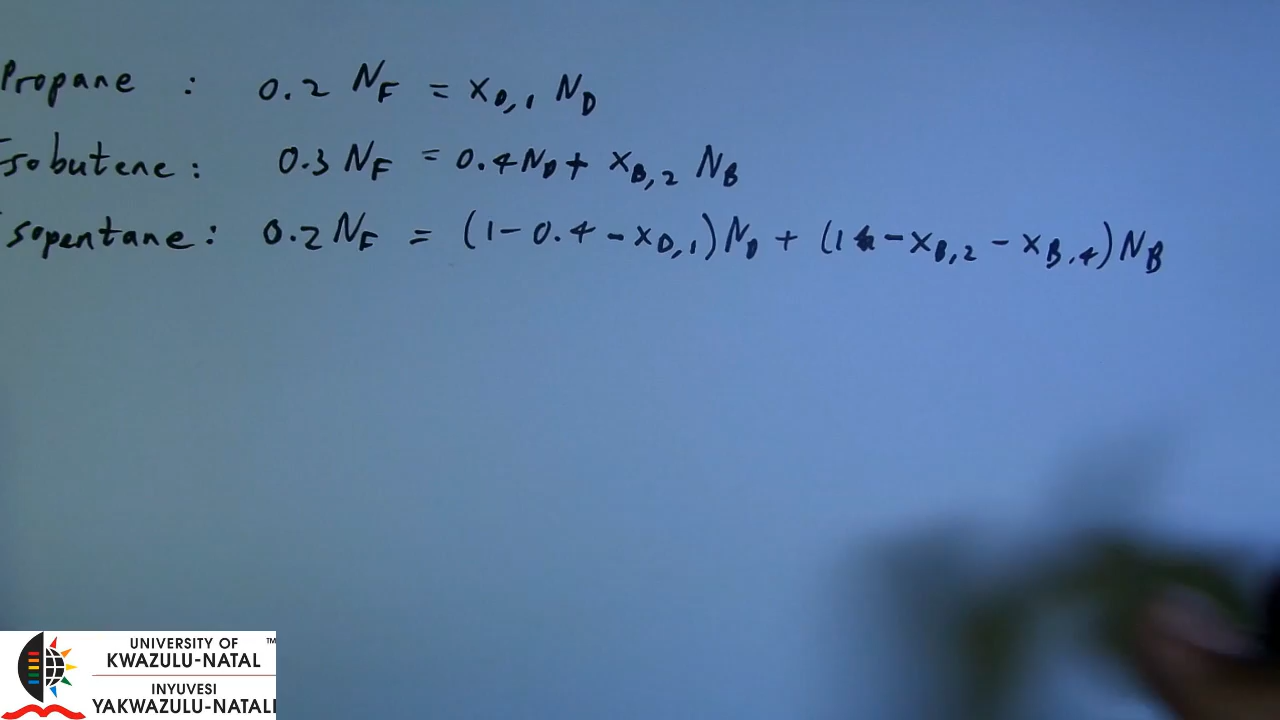 Propane : 0.2 N_F = x_D,1 N_D
Isobutene : 0.3 N_F = 0.4 N_D + x_B,2 N_B
Isopentane : 0.2 N_F = (1 - 0.4 - x_D,1) N_D + (1 - x_B,2 - x_B,4) N_B
UNIVERSITY OF ™
KWAZULU-NATAL
INYUVESI
YAKWAZULU-NATALI